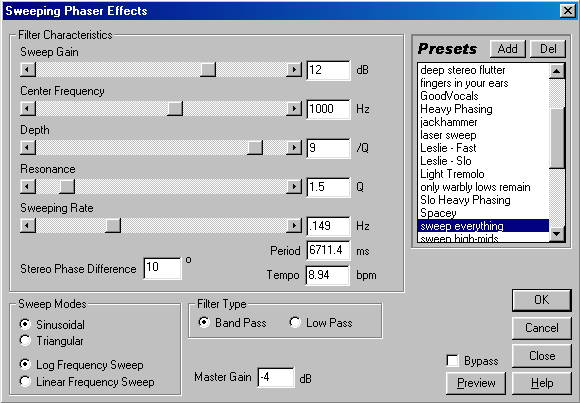 Sweeping Phaser Effects
Filter Characteristics
Sweep Gain
12 dB
Center Frequency
1000 Hz
Depth
9 /Q
Resonance
1.5 Q
Sweeping Rate
.149 Hz
Period 6711.4 ms
Stereo Phase Difference 10 °
Tempo 8.94 bpm
Presets Add Del
deep stereo flutter
fingers in your ears
GoodVocals
Heavy Phasing
jackhammer
laser sweep
Leslie - Fast
Leslie - Slo
Light Tremolo
only warbly lows remain
Slo Heavy Phasing
Spacey
sweep everything
sweep high-mids
Sweep Modes
Sinusoidal
Triangular
Log Frequency Sweep
Linear Frequency Sweep
Filter Type
Band Pass Low Pass
Master Gain -4 dB
OK
Cancel
Bypass Close
Preview Help